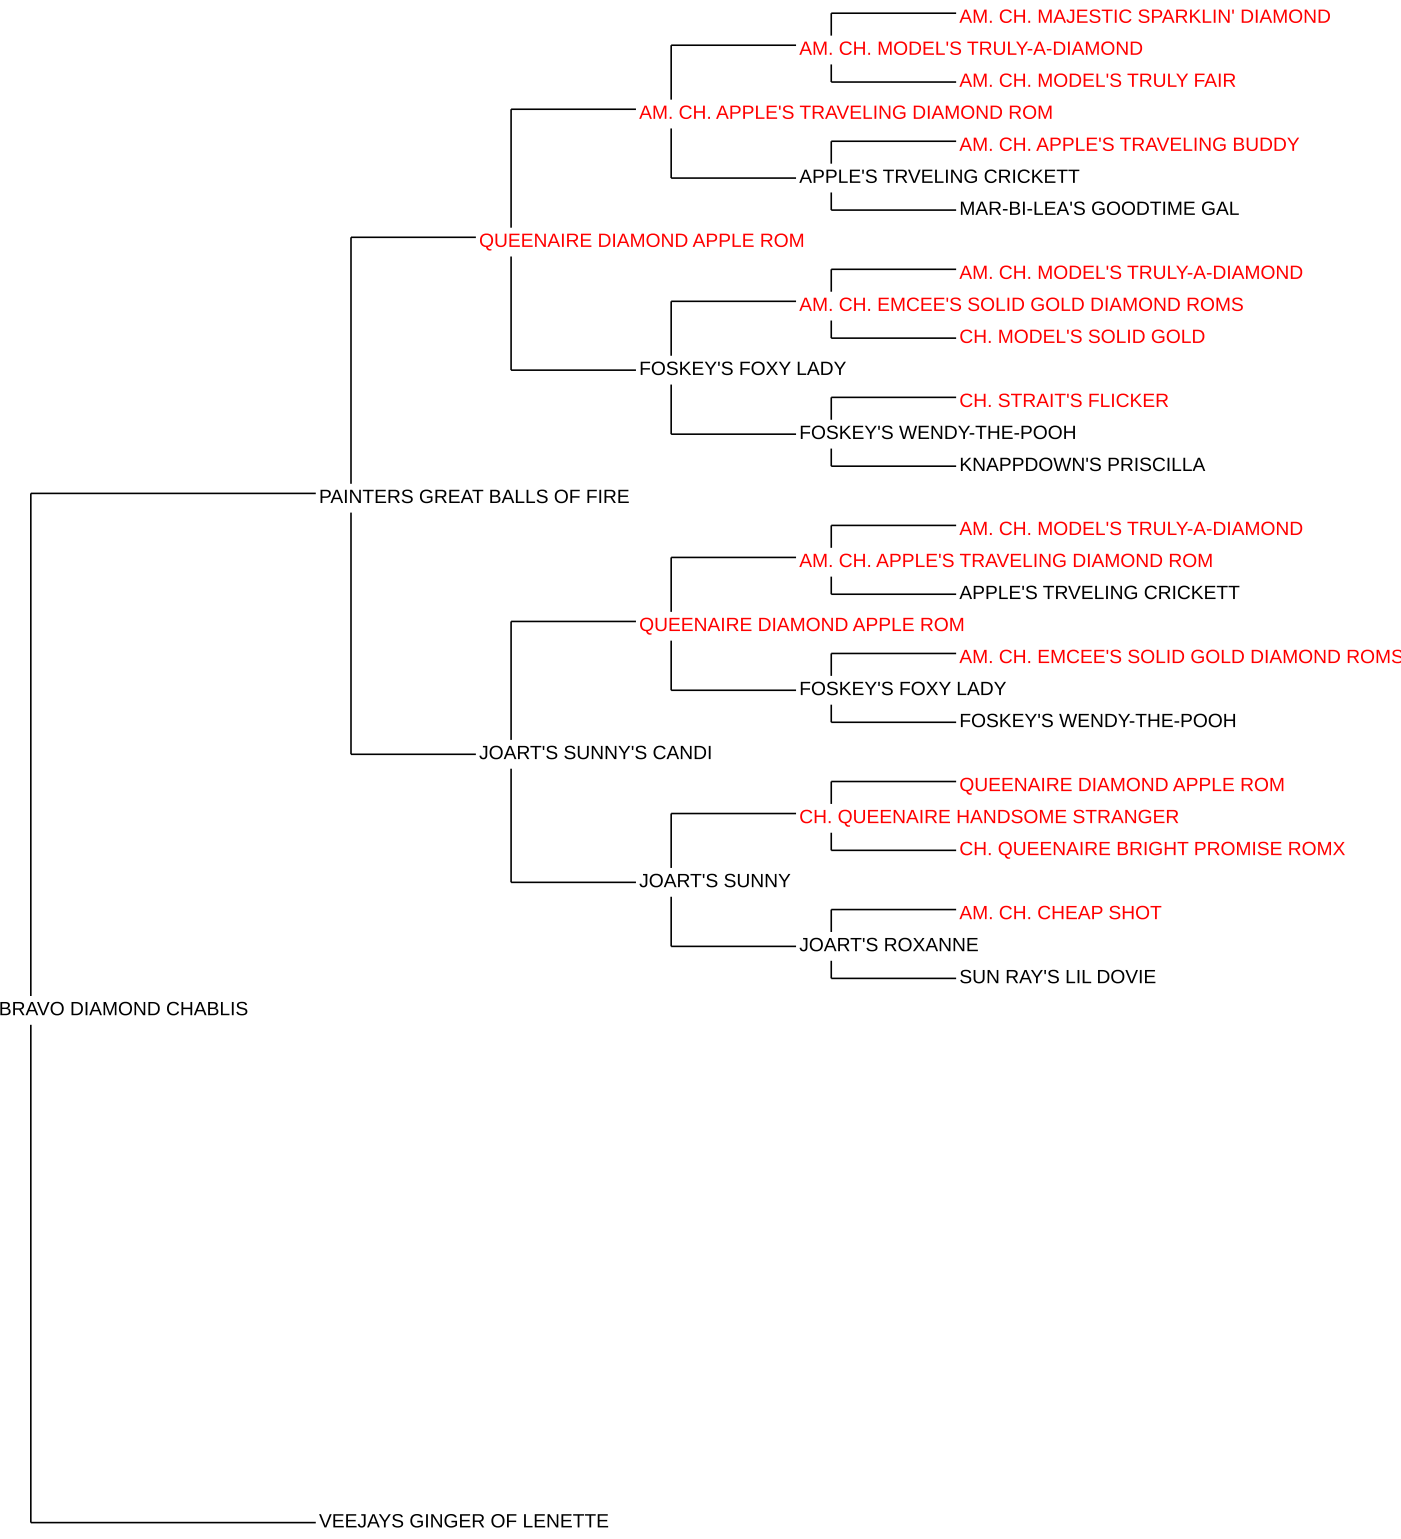 AM. CH. MAJESTIC SPARKLIN' DIAMOND
AM. CH. MODEL'S TRULY-A-DIAMOND
AM. CH. MODEL'S TRULY FAIR
AM. CH. APPLE'S TRAVELING DIAMOND ROM
AM. CH. APPLE'S TRAVELING BUDDY
APPLE'S TRVELING CRICKETT
MAR-BI-LEA'S GOODTIME GAL
QUEENAIRE DIAMOND APPLE ROM
AM. CH. MODEL'S TRULY-A-DIAMOND
AM. CH. EMCEE'S SOLID GOLD DIAMOND ROMS
CH. MODEL'S SOLID GOLD
FOSKEY'S FOXY LADY
CH. STRAIT'S FLICKER
FOSKEY'S WENDY-THE-POOH
KNAPPDOWN'S PRISCILLA
PAINTERS GREAT BALLS OF FIRE
AM. CH. MODEL'S TRULY-A-DIAMOND
AM. CH. APPLE'S TRAVELING DIAMOND ROM
APPLE'S TRVELING CRICKETT
QUEENAIRE DIAMOND APPLE ROM
AM. CH. EMCEE'S SOLID GOLD DIAMOND ROMS
FOSKEY'S FOXY LADY
FOSKEY'S WENDY-THE-POOH
JOART'S SUNNY'S CANDI
QUEENAIRE DIAMOND APPLE ROM
CH. QUEENAIRE HANDSOME STRANGER
CH. QUEENAIRE BRIGHT PROMISE ROMX
JOART'S SUNNY
AM. CH. CHEAP SHOT
JOART'S ROXANNE
SUN RAY'S LIL DOVIE
BRAVO DIAMOND CHABLIS
VEEJAYS GINGER OF LENETTE